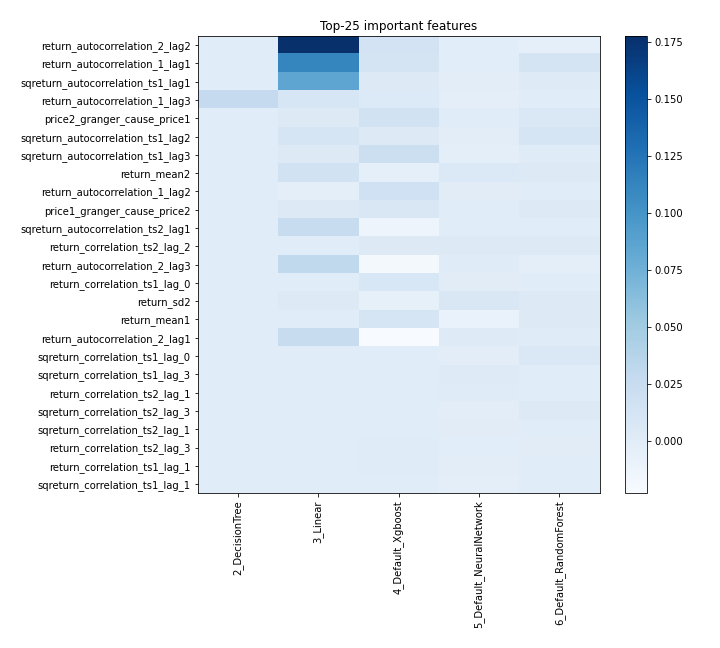 Top-25 important features
return_autocorrelation_2_lag2
return_autocorrelation_1_lag1
sqreturn_autocorrelation_ts1_lag1
return_autocorrelation_1_lag3
price2_granger_cause_price1
sqreturn_autocorrelation_ts1_lag2
sqreturn_autocorrelation_ts1_lag3
return_mean2
return_autocorrelation_1_lag2
price1_granger_cause_price2
sqreturn_autocorrelation_ts2_lag1
return_correlation_ts2_lag_2
return_autocorrelation_2_lag3
return_correlation_ts1_lag_0
return_sd2
return_mean1
return_autocorrelation_2_lag1
sqreturn_correlation_ts1_lag_0
sqreturn_correlation_ts1_lag_3
return_correlation_ts2_lag_1
sqreturn_correlation_ts2_lag_3
sqreturn_correlation_ts2_lag_1
return_correlation_ts2_lag_3
return_correlation_ts1_lag_1
sqreturn_correlation_ts1_lag_1
2_DecisionTree
3_Linear
4_Default_Xgboost
5_Default_NeuralNetwork
6_Default_RandomForest
0.175
0.150
0.125
0.100
0.075
0.050
0.025
0.000